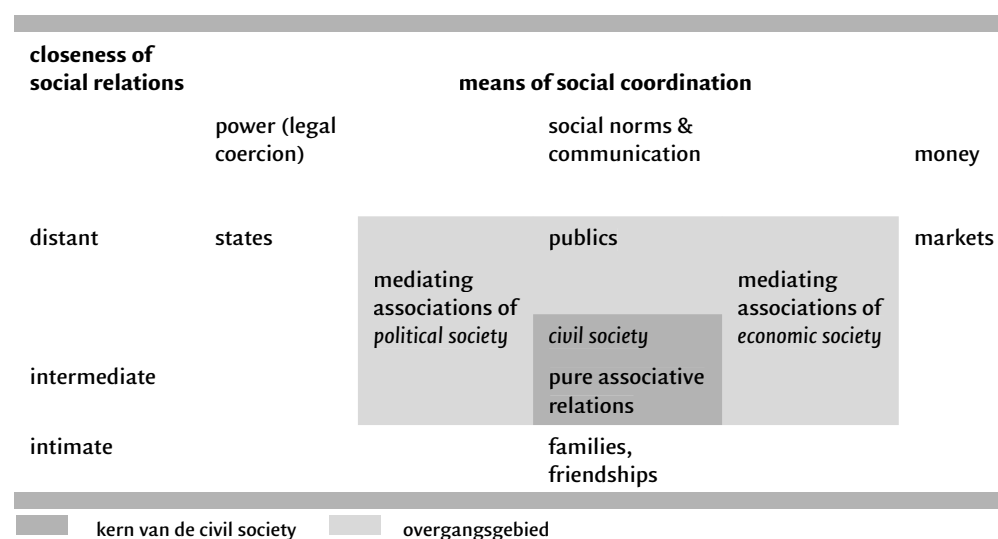 closeness of
social relations
means of social coordination
power (legal
coercion)
social norms &
communication
money
distant
states
publics
markets
mediating
associations of
political society
civil society
mediating
associations of
economic society
intermediate
pure associative
relations
intimate
families,
friendships
kern van de civil society
overgangsgebied